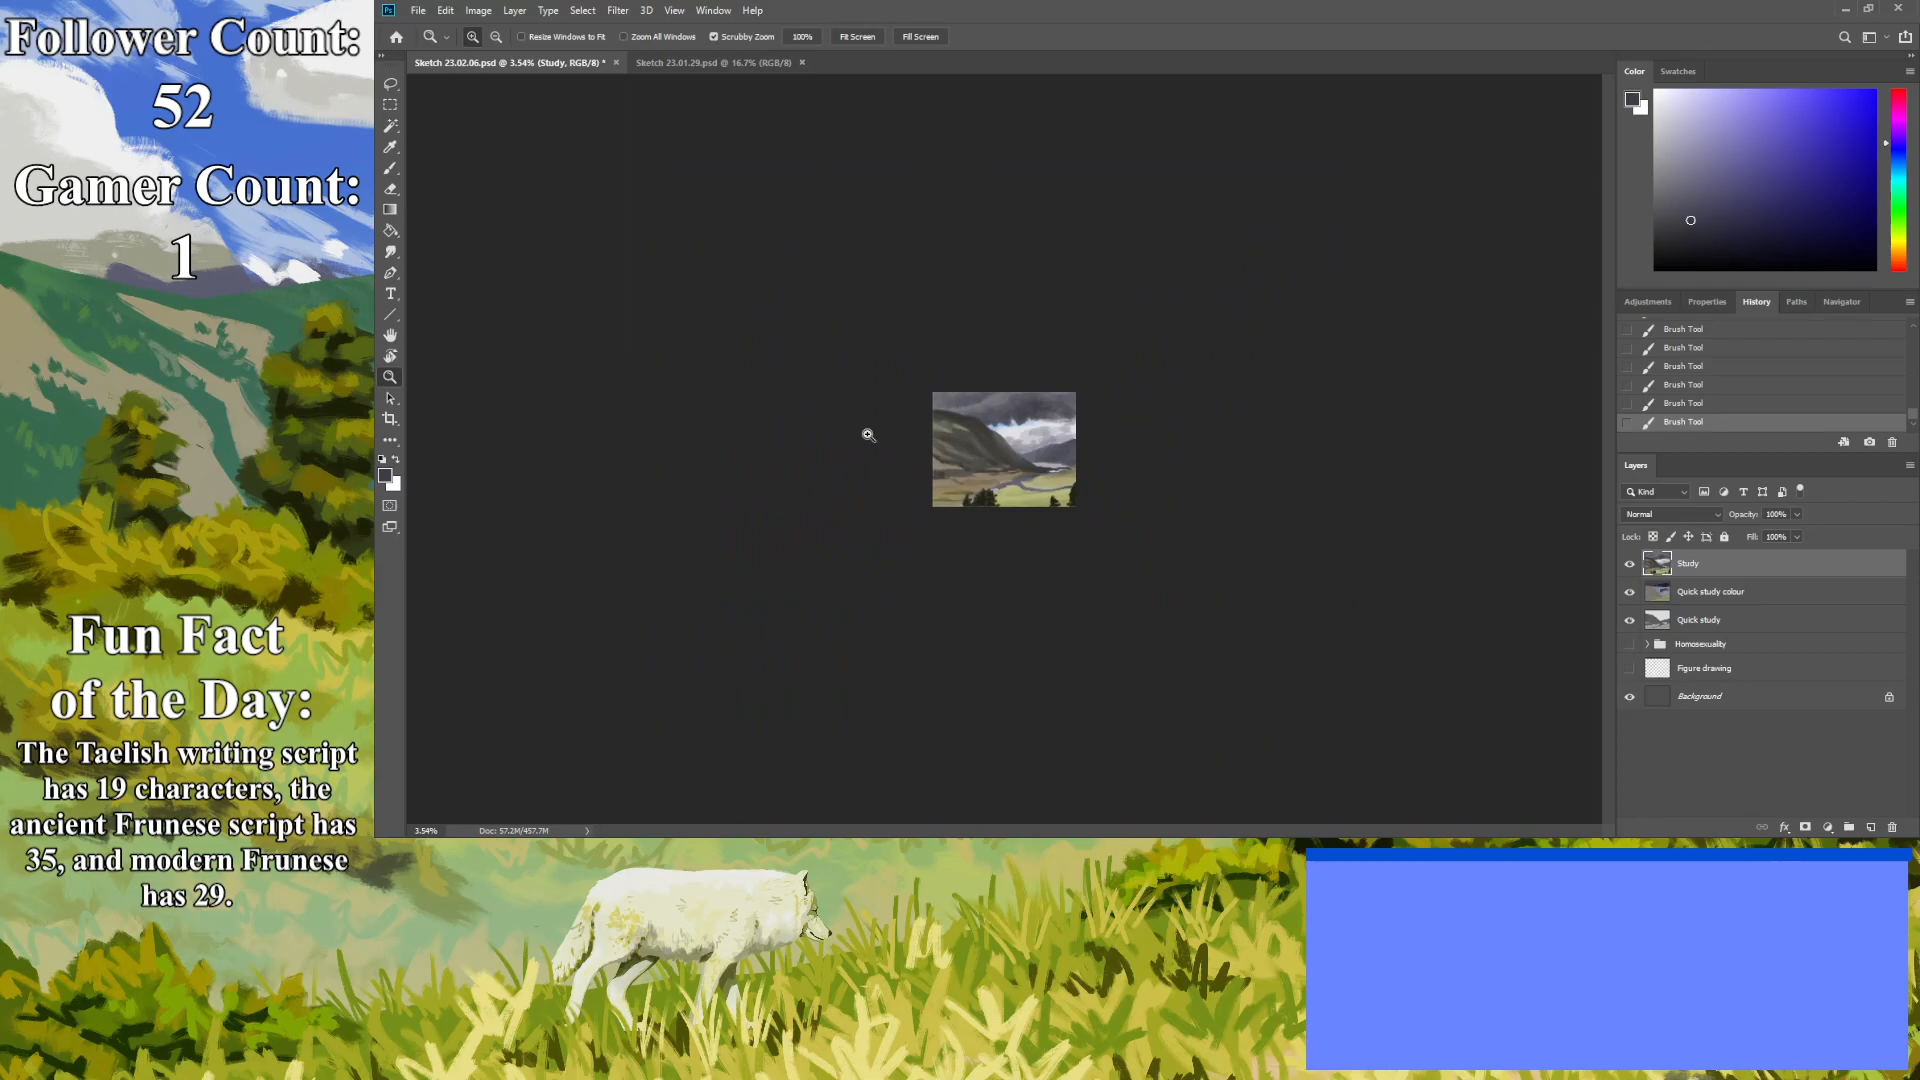 Follower Count:
52
Gamer Count:
1
Fun Fact
of the Day:
The Taelish writing script
has 19 characters, the
ancient Frunese script has
35, and modern Frunese
has 29.
Ps File Edit Image Layer Type Select Filter 3D View Window Help
Resize Windows to Fit Zoom All Windows Scrubby Zoom 100% Fit Screen Fill Screen
Sketch 23.02.06.psd @ 3.54% (Study, RGB/8) * × Sketch 23.01.29.psd @ 16.7% (RGB/8) ×
T
3.54% Doc: 57.2M/457.7M
Color Swatches
Adjustments Properties History Paths Navigator
Brush Tool
Brush Tool
Brush Tool
Brush Tool
Brush Tool
Brush Tool
Layers
Kind T
Normal Opacity: 100%
Lock: Fill: 100%
Study
Quick study colour
Quick study
Homosexuality
Figure drawing
Background
fx